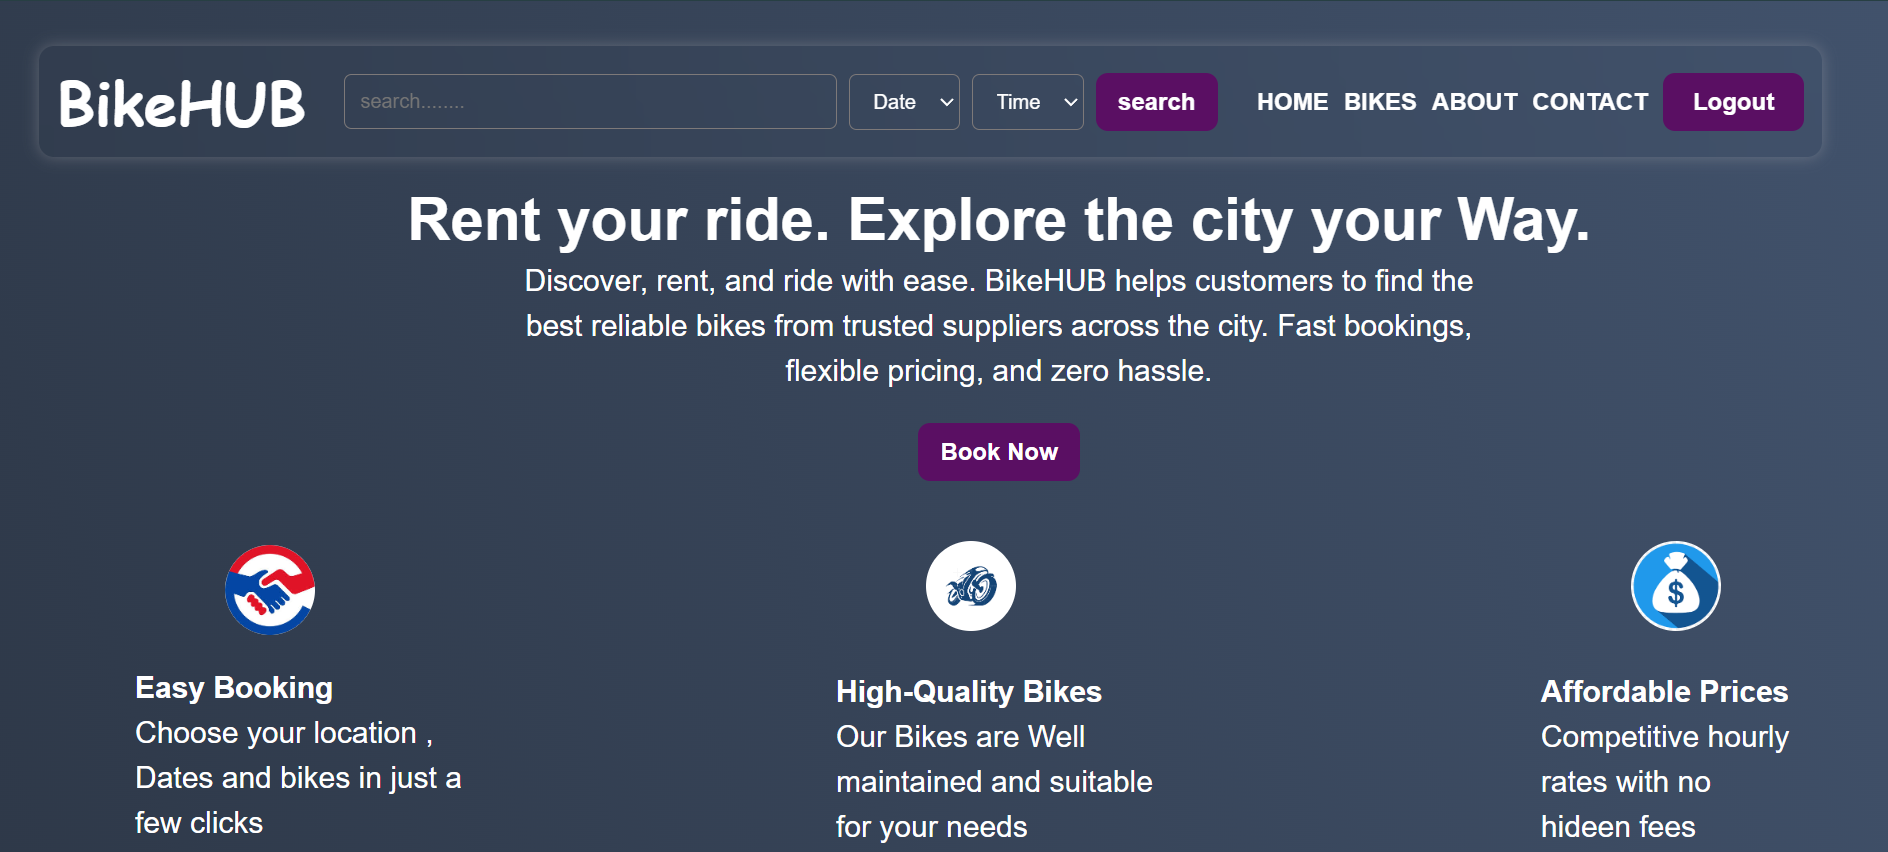 BikeHUB
search........
Date
Time
search
HOME BIKES ABOUT CONTACT
Logout
Rent your ride. Explore the city your Way.
Discover, rent, and ride with ease. BikeHUB helps customers to find the
best reliable bikes from trusted suppliers across the city. Fast bookings,
flexible pricing, and zero hassle.
Book Now
$
Easy Booking
Choose your location ,
Dates and bikes in just a
few clicks
High-Quality Bikes
Our Bikes are Well
maintained and suitable
for your needs
Affordable Prices
Competitive hourly
rates with no
hideen fees